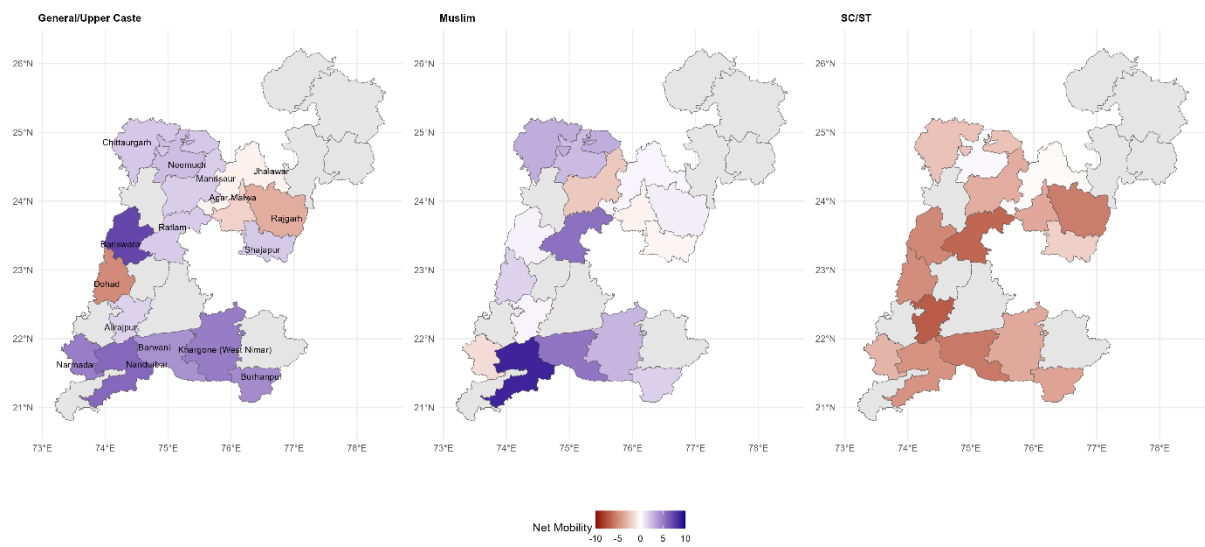 General/Upper Caste
Muslim
SC/ST
26°N
26°N
26°N
25°N
25°N
25°N
24°N
24°N
24°N
23°N
23°N
23°N
22°N
22°N
22°N
21°N
21°N
21°N
Chittaurgarh
Neemuch
Mandsaur
Jhalawar
Agar Malwa
Rajgarh
Ratlam
Banswara
Shajapur
Dohad
Alirajpur
Barwani
Khargone (West Nimar)
Narmada
Nandurbar
Burhanpur
73°E 74°E 75°E 76°E 77°E 78°E
73°E 74°E 75°E 76°E 77°E 78°E
73°E 74°E 75°E 76°E 77°E 78°E
Net Mobility
-10 -5 0 5 10